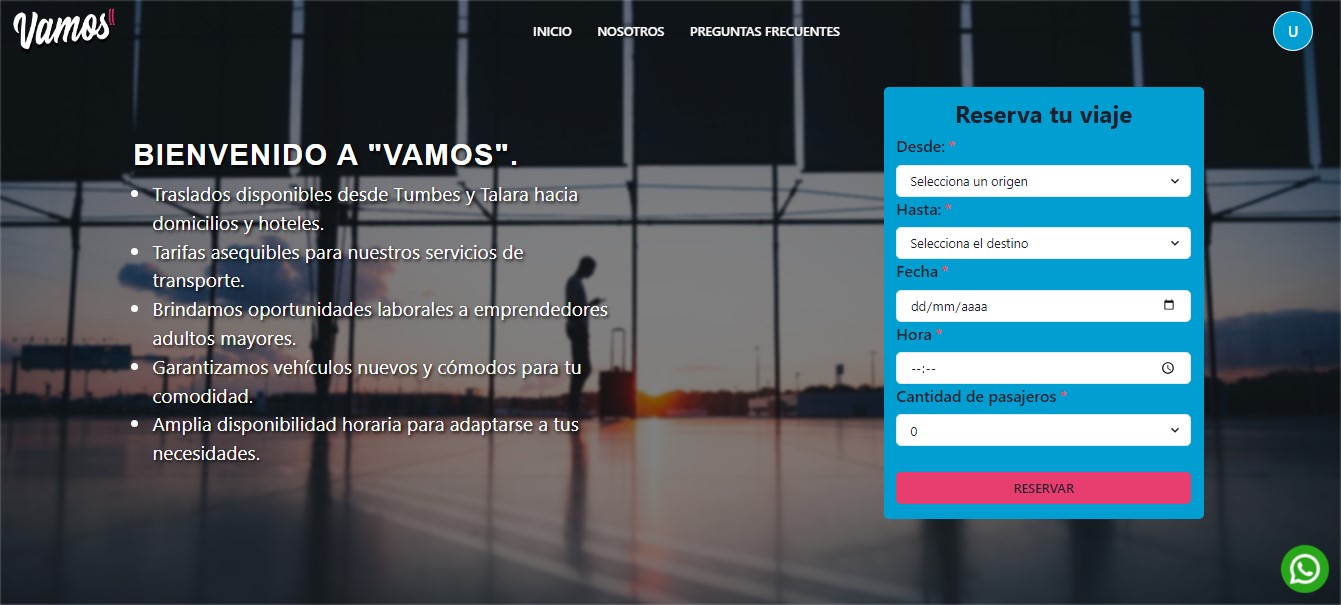 Vamos!!
INICIO NOSOTROS PREGUNTAS FRECUENTES
U
BIENVENIDO A "VAMOS".
Traslados disponibles desde Tumbes y Talara hacia
domicilios y hoteles.
Tarifas asequibles para nuestros servicios de
transporte.
Brindamos oportunidades laborales a emprendedores
adultos mayores.
Garantizamos vehículos nuevos y cómodos para tu
comodidad.
Amplia disponibilidad horaria para adaptarse a tus
necesidades.
Reserva tu viaje
Desde: *
Selecciona un origen
Hasta: *
Selecciona el destino
Fecha *
dd/mm/aaaa
Hora *
--:--
Cantidad de pasajeros *
0
RESERVAR